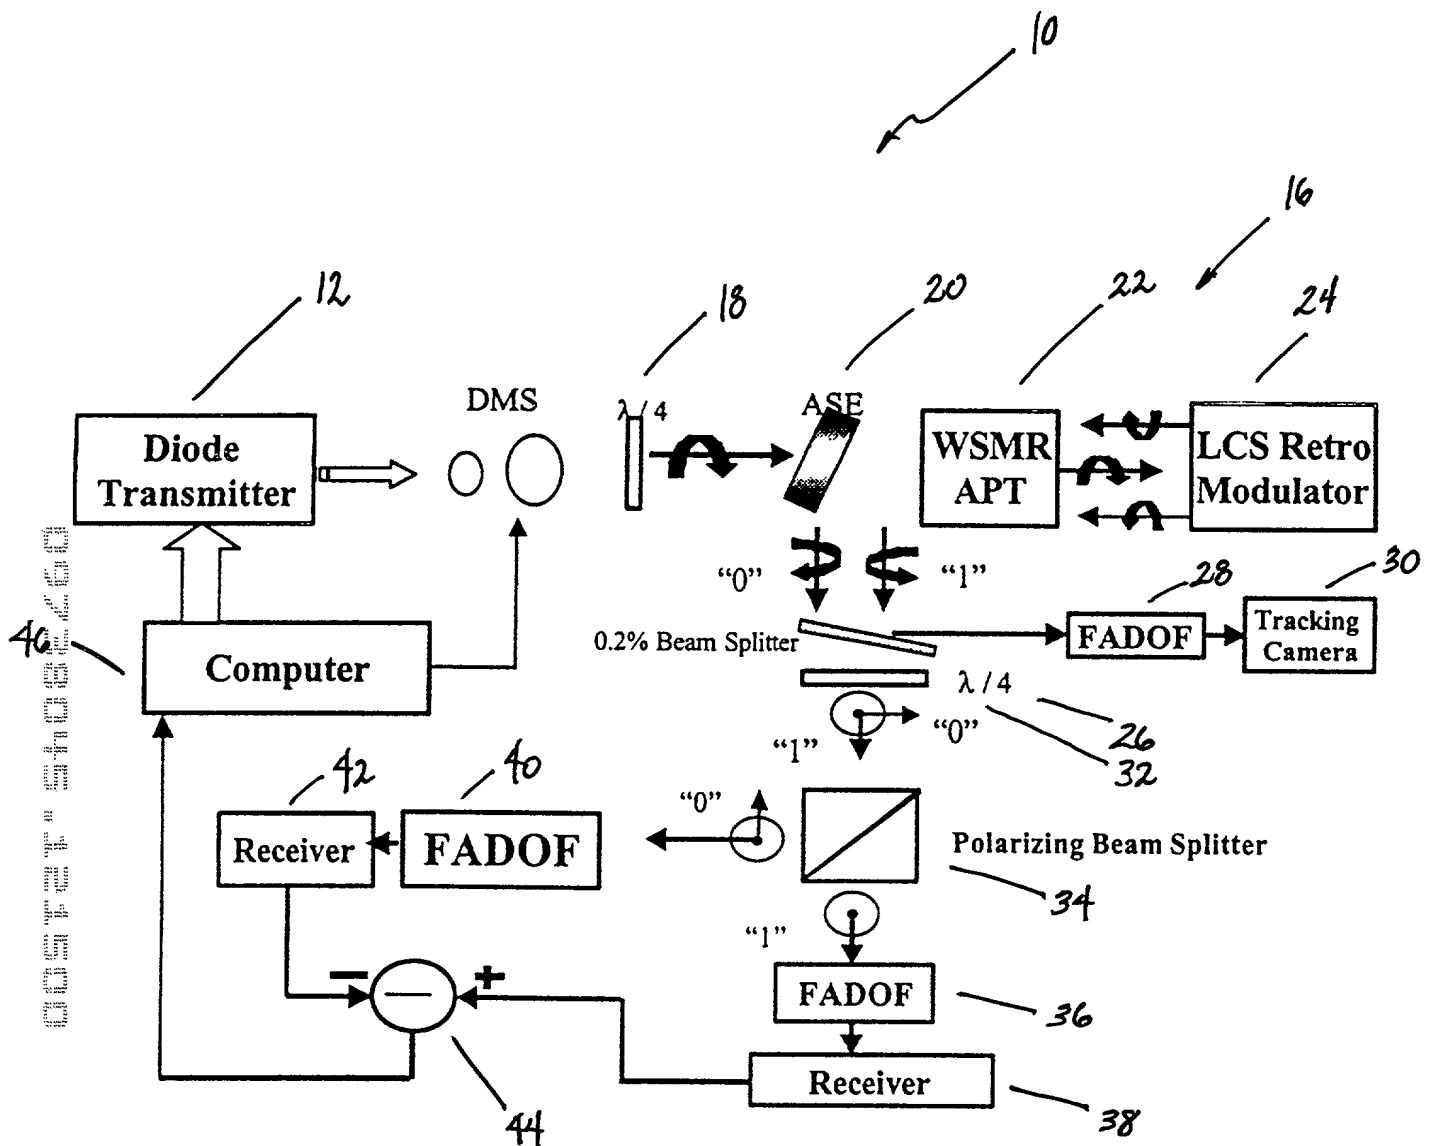 10
16
12
18
20
22
24
DMS
λ / 4
ASE
Diode
Transmitter
WSMR
APT
LCS Retro
Modulator
"0"
"1"
28
30
0.2% Beam Splitter
FADOF
Tracking
Camera
46
Computer
λ / 4
26
32
"1"
"0"
42
40
"0"
Receiver
FADOF
Polarizing Beam Splitter
34
"1"
− +
—
FADOF
36
Receiver
38
44